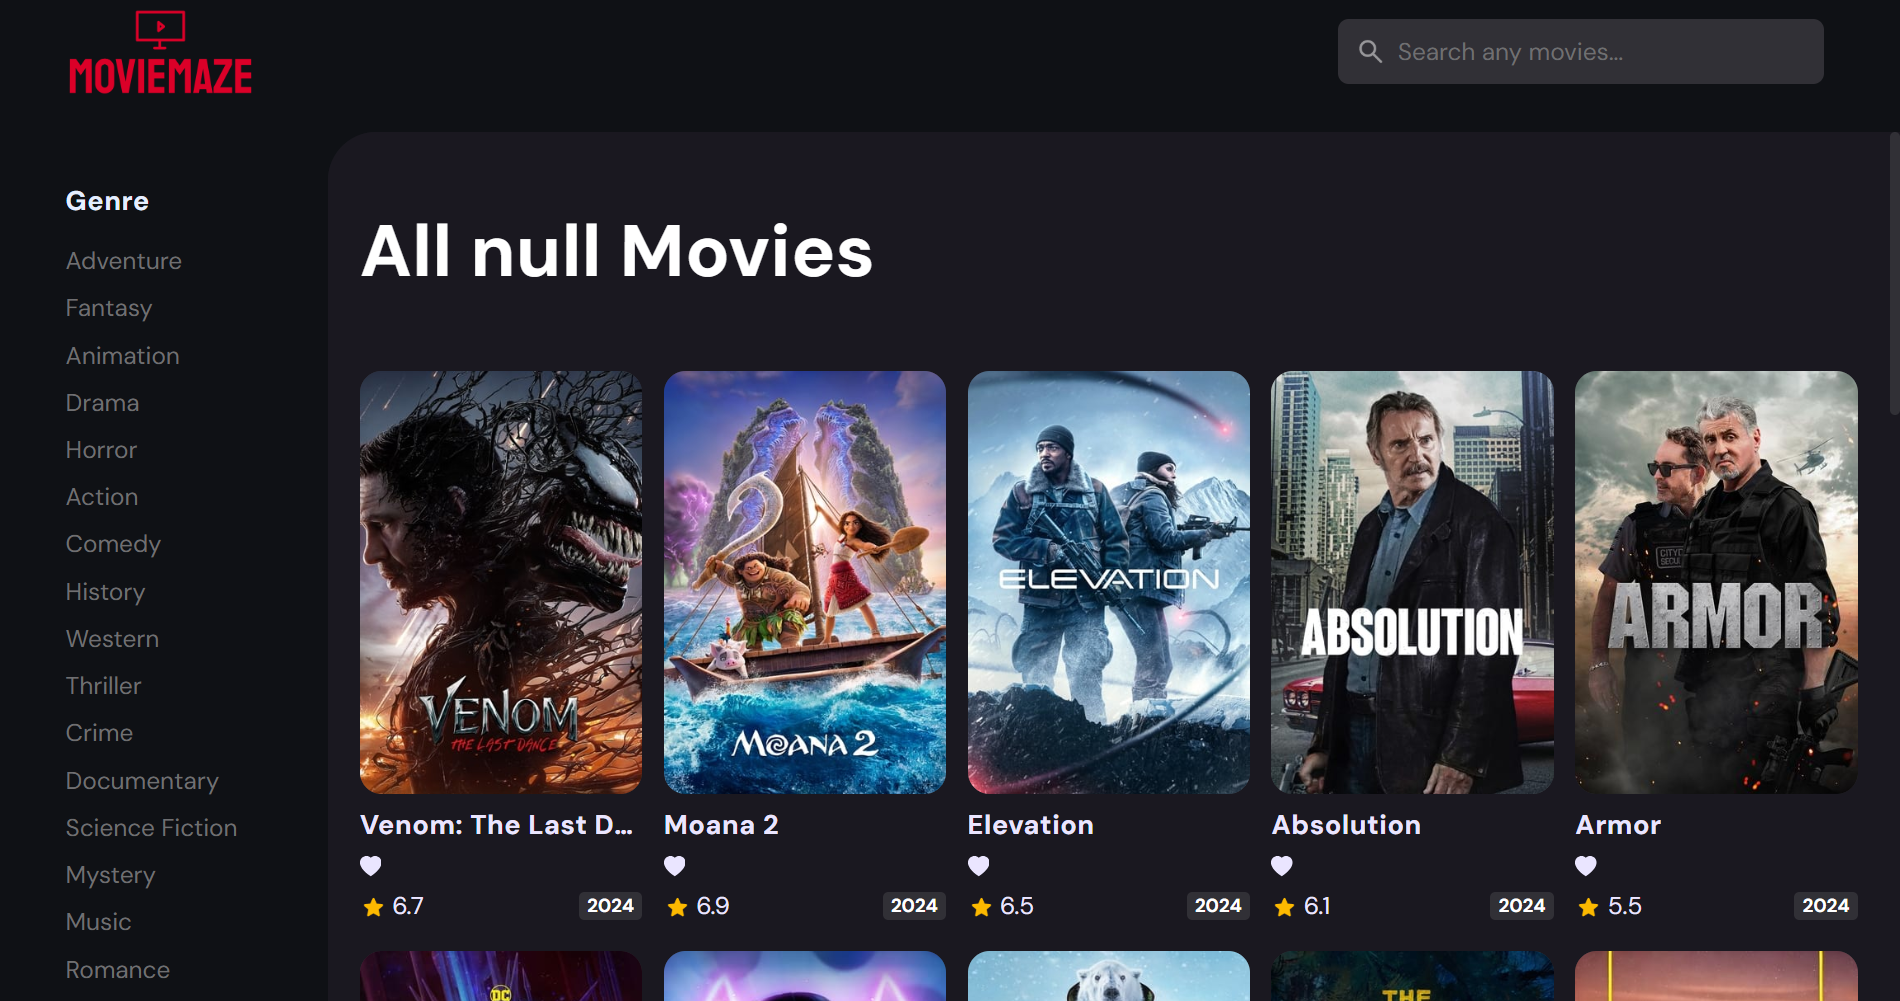 MOVIEMAZE
Search any movies...
Genre
Adventure
Fantasy
Animation
Drama
Horror
Action
Comedy
History
Western
Thriller
Crime
Documentary
Science Fiction
Mystery
Music
Romance
All null Movies
VENOM
THE LAST DANCE
MOANA 2
ELEVATION
ABSOLUTION
CITY
SECU
ARMOR
Venom: The Last D...
Moana 2
Elevation
Absolution
Armor
6.7
2024
6.9
2024
6.5
2024
6.1
2024
5.5
2024
DC
THE